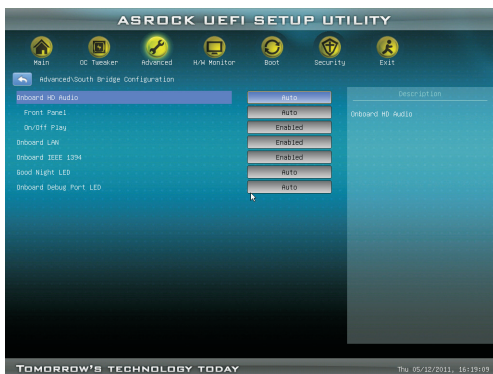 ASROCK UEFI SETUP UTILITY
Main OC Tweaker Advanced H/W Monitor Boot Security Exit
Advanced\South Bridge Configuration
Description
Onboard HD Audio Auto
Front Panel Auto
Onboard HD Audio
On/Off Play Enabled
Onboard LAN Enabled
Onboard IEEE 1394 Enabled
Good Night LED Auto
Onboard Debug Port LED Auto
TOMORROW'S TECHNOLOGY TODAY
Thu 05/12/2011, 16:19:09